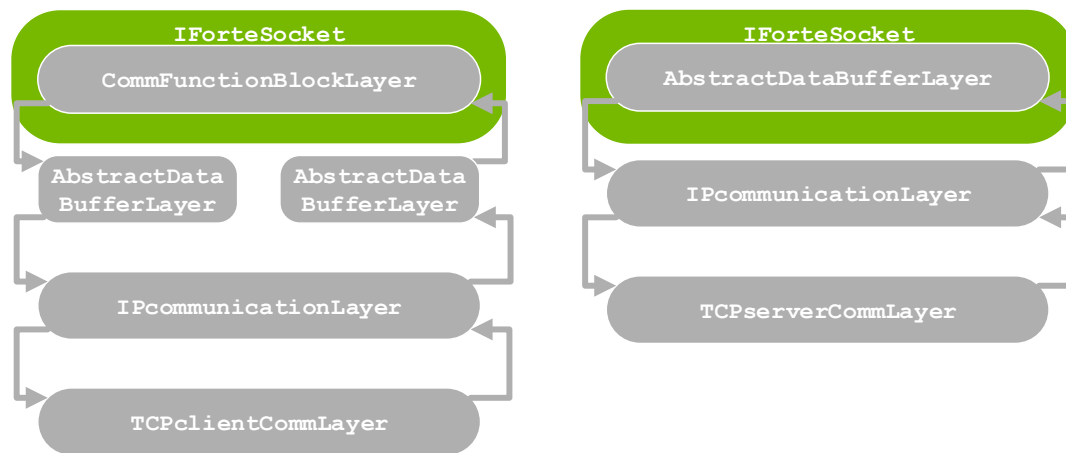 IForteSocket
CommFunctionBlockLayer
AbstractData
BufferLayer
AbstractData
BufferLayer
IPcommunicationLayer
TCPclientCommLayer
IForteSocket
AbstractDataBufferLayer
IPcommunicationLayer
TCPserverCommLayer